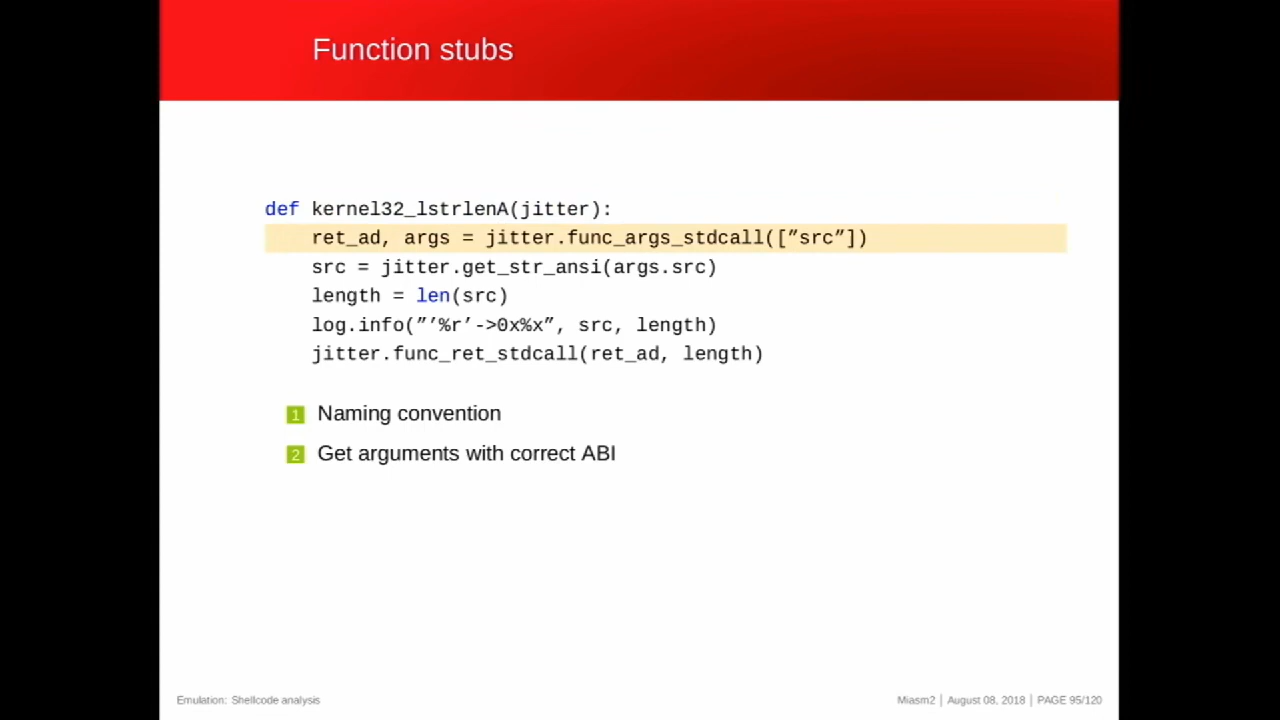 Function stubs
def kernel32_lstrlenA(jitter):
    ret_ad, args = jitter.func_args_stdcall([”src”])
    src = jitter.get_str_ansi(args.src)
    length = len(src)
    log.info(”’%r’->0x%x”, src, length)
    jitter.func_ret_stdcall(ret_ad, length)
1 Naming convention
2 Get arguments with correct ABI
Emulation: Shellcode analysis
Miasm2 | August 08, 2018 | PAGE 95/120